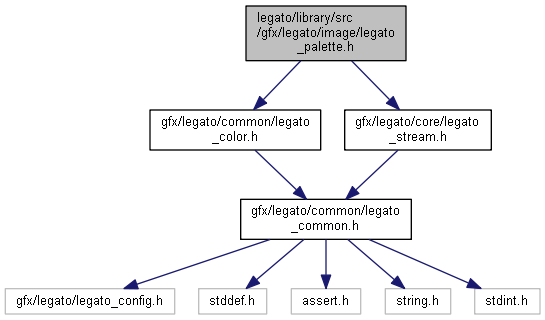 legato/library/src
/gfx/legato/image/legato
_palette.h
gfx/legato/common/legato
_color.h
gfx/legato/core/legato
_stream.h
gfx/legato/common/legato
_common.h
gfx/legato/legato_config.h
stddef.h
assert.h
string.h
stdint.h